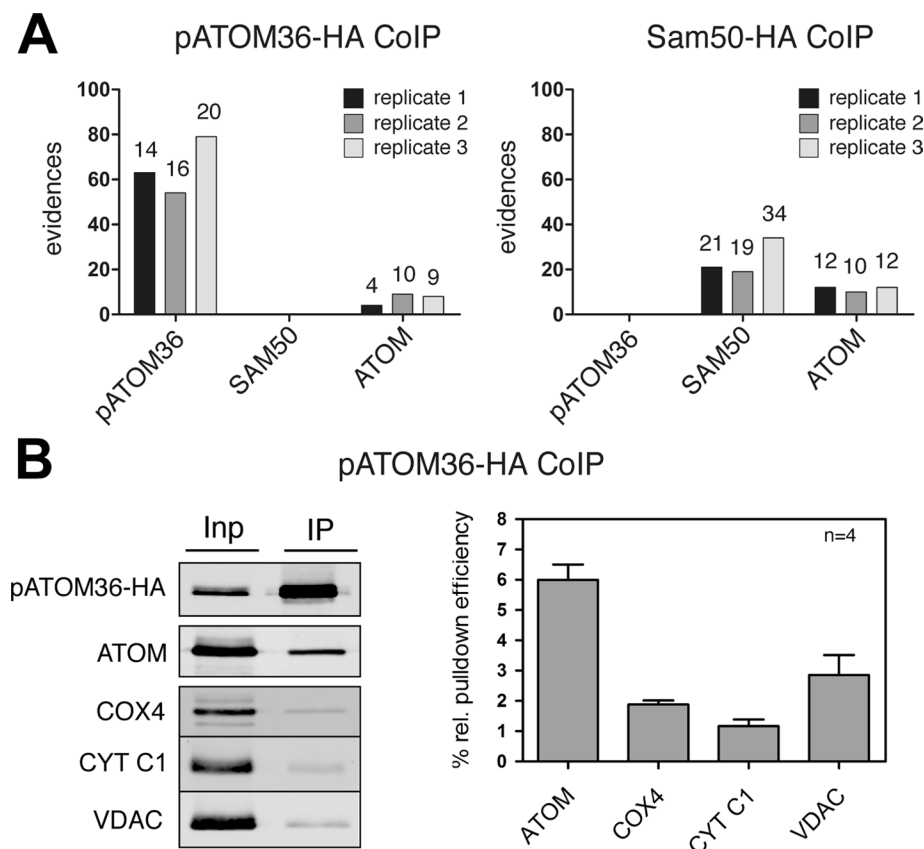 A
pATOM36-HA CoIP
evidences
100
80
60
40
20
0
14
16
20
4
10
9
replicate 1
replicate 2
replicate 3
pATOM36
SAM50
ATOM
Sam50-HA CoIP
evidences
100
80
60
40
20
0
21
19
34
12
10
12
replicate 1
replicate 2
replicate 3
pATOM36
SAM50
ATOM
B
pATOM36-HA CoIP
Inp
IP
pATOM36-HA
ATOM
COX4
CYT C1
VDAC
% rel. pulldown efficiency
8
7
6
5
4
3
2
1
0
n=4
ATOM
COX4
CYT C1
VDAC